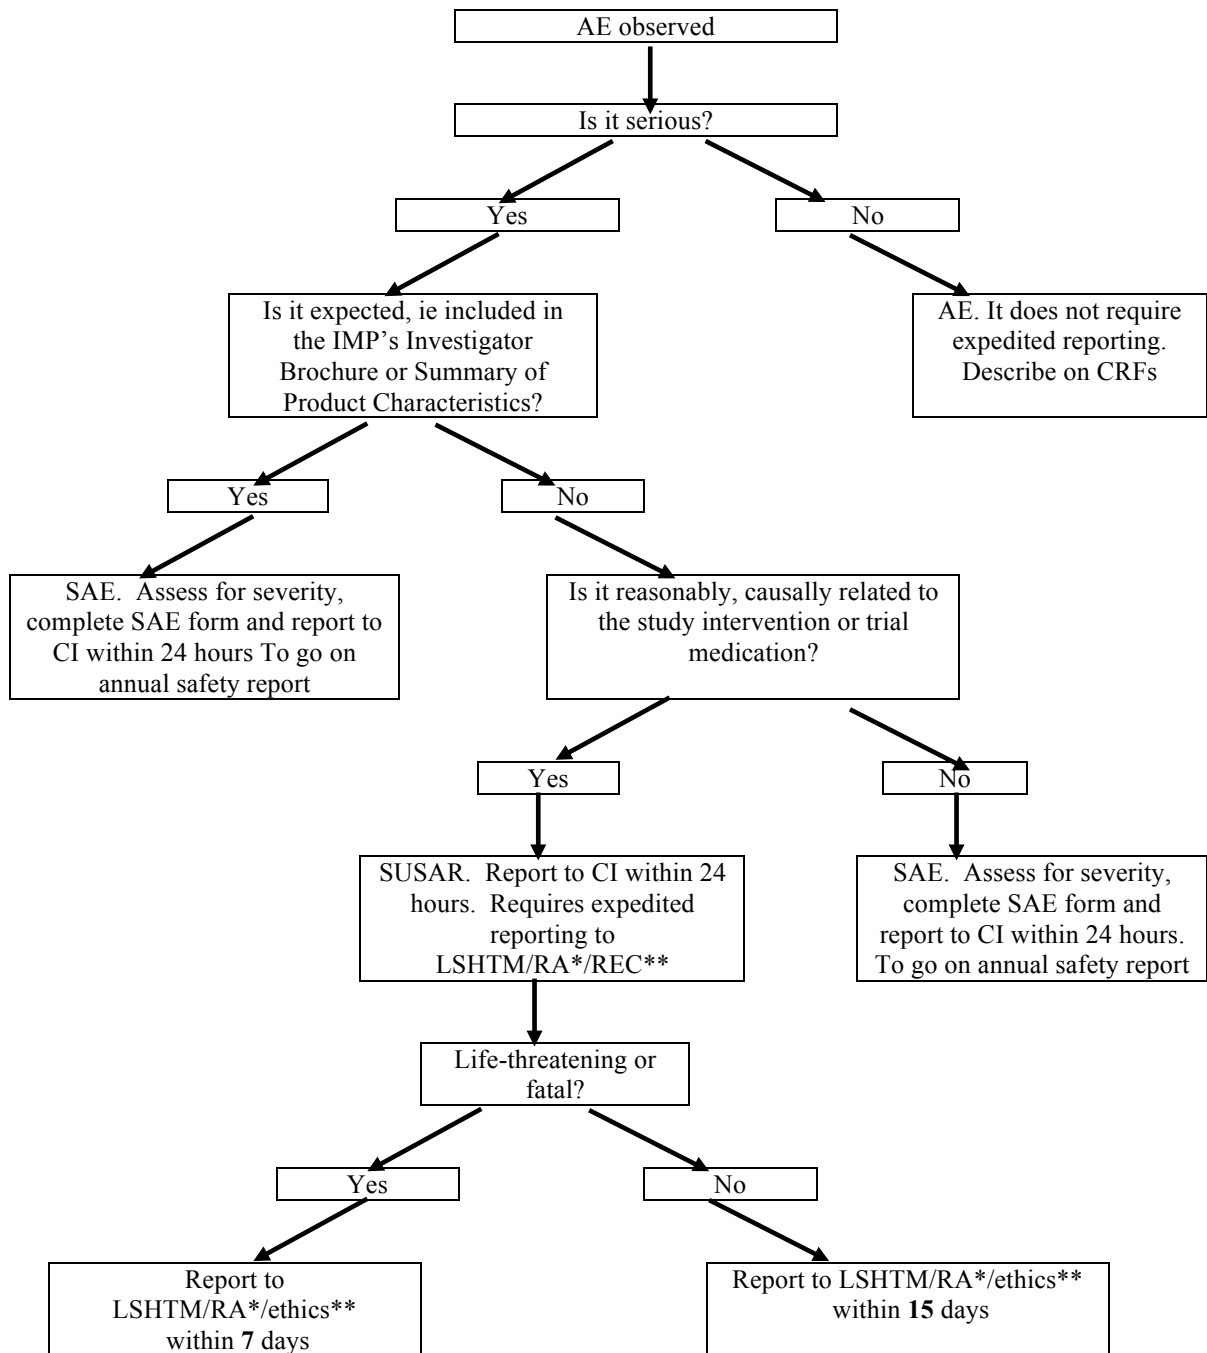 AE observed
Is it serious?
Yes
No
Is it expected, ie included in
the IMP’s Investigator
Brochure or Summary of
Product Characteristics?
AE. It does not require
expedited reporting.
Describe on CRFs
Yes
No
SAE.  Assess for severity,
complete SAE form and report to
CI within 24 hours To go on
annual safety report
Is it reasonably, causally related to
the study intervention or trial
medication?
Yes
No
SUSAR.  Report to CI within 24
hours.  Requires expedited
reporting to
LSHTM/RA*/REC**
SAE.  Assess for severity,
complete SAE form and
report to CI within 24 hours.
To go on annual safety report
Life-threatening or
fatal?
Yes
No
Report to
LSHTM/RA*/ethics**
within 7 days
Report to LSHTM/RA*/ethics**
within 15 days